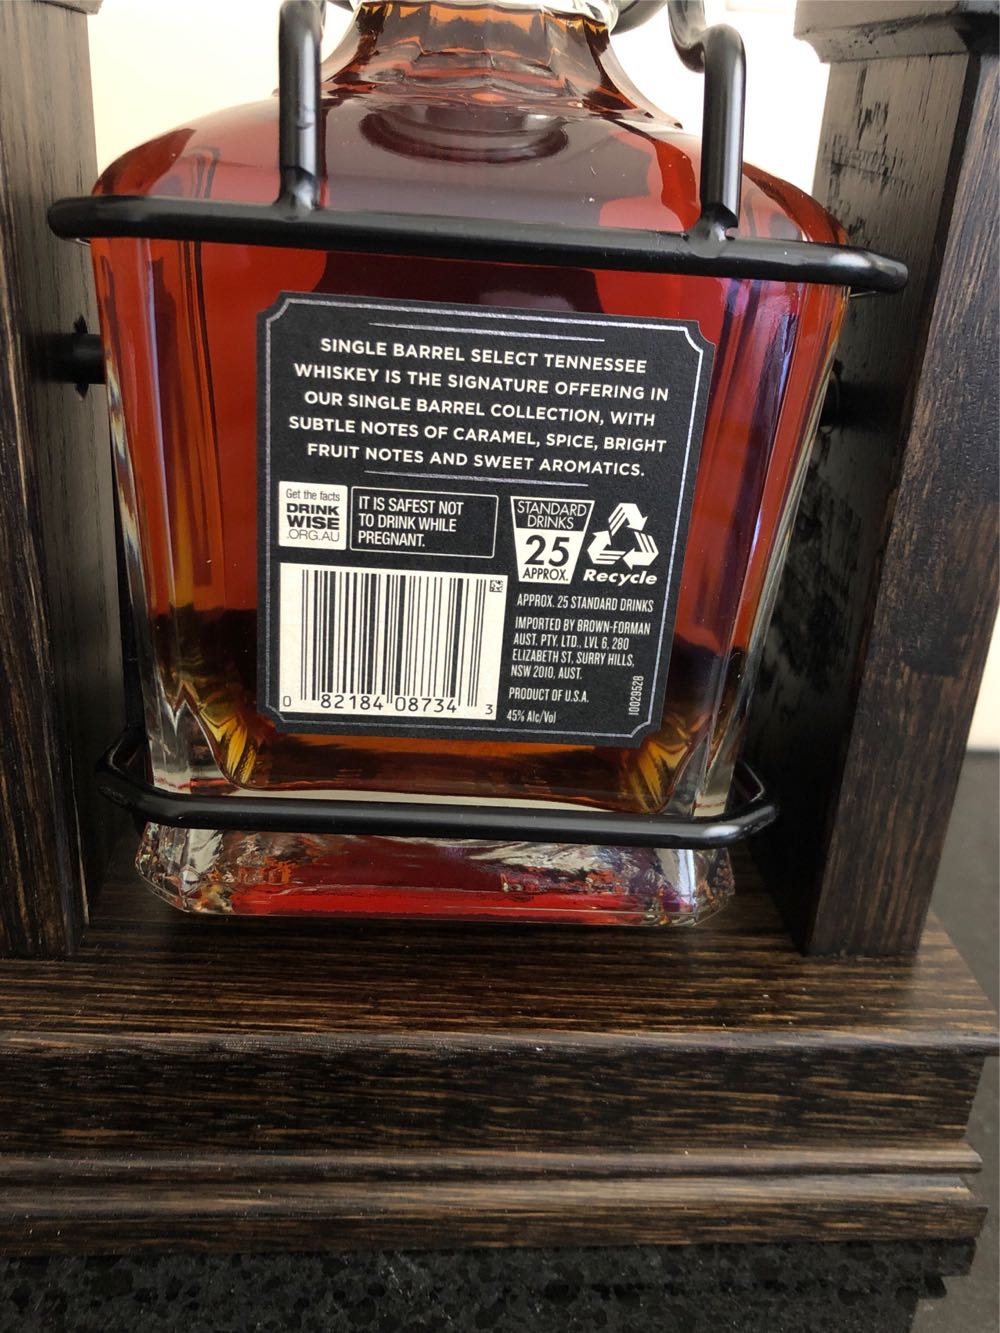 SINGLE BARREL SELECT TENNESSEE
WHISKEY IS THE SIGNATURE OFFERING IN
OUR SINGLE BARREL COLLECTION, WITH
SUBTLE NOTES OF CARAMEL, SPICE, BRIGHT
FRUIT NOTES AND SWEET AROMATICS.
Get the facts
DRINK
WISE
.ORG.AU
IT IS SAFEST NOT
TO DRINK WHILE
PREGNANT.
STANDARD
DRINKS
25
APPROX.
Recycle
APPROX. 25 STANDARD DRINKS
IMPORTED BY BROWN-FORMAN
AUST. PTY. LTD., LVL 6, 280
ELIZABETH ST, SURRY HILLS,
NSW 2010, AUST.
PRODUCT OF U.S.A.
45% Alc/Vol
10029528
0 82184 08734 3